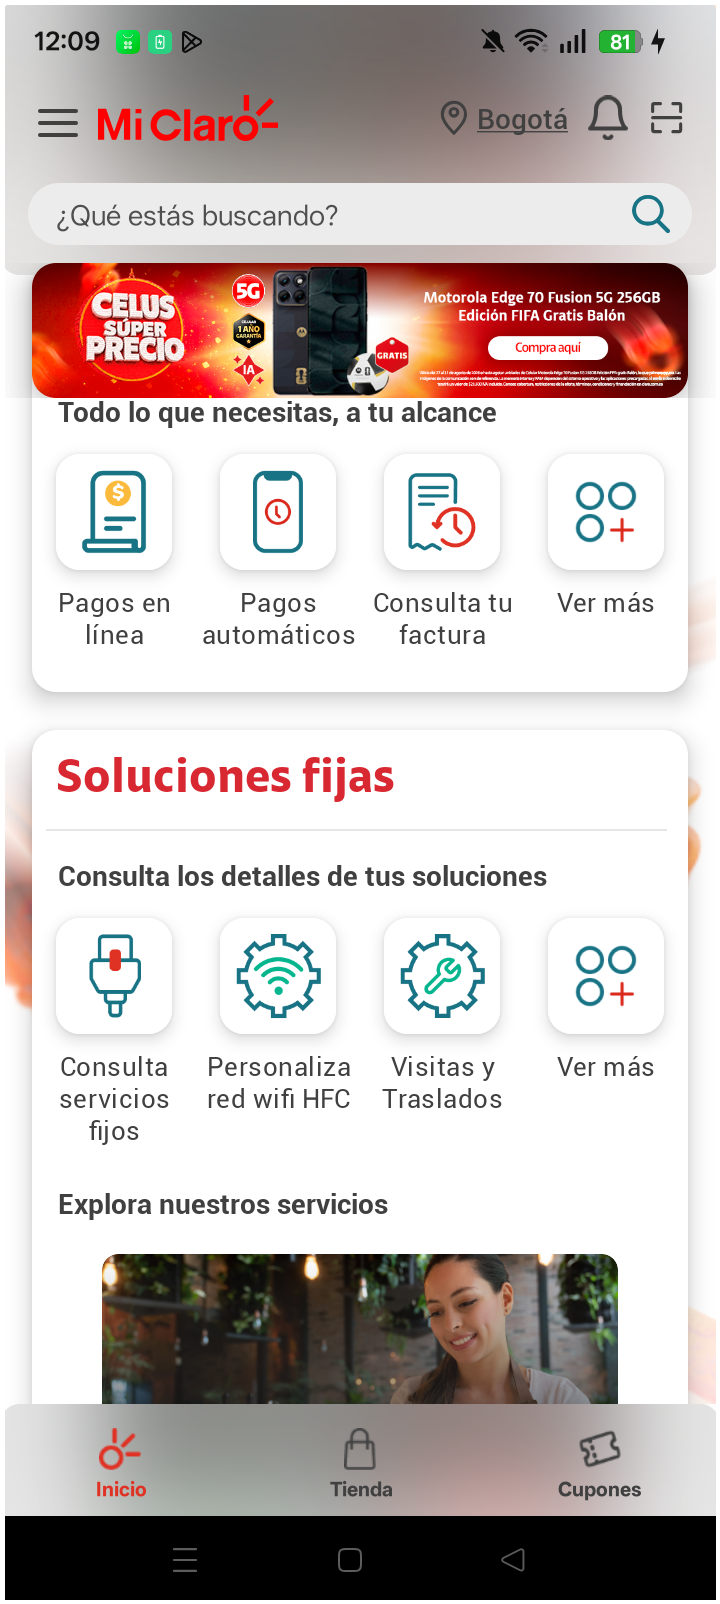 12:09
81
Mi Claro
Bogotá
¿Qué estás buscando?
CELUS
SÚPER
PRECIO
5G
1 AÑO
GARANTÍA
IA
GRATIS
Motorola Edge 70 Fusion 5G 256GB
Edición FIFA Gratis Balón
Compra aquí
Todo lo que necesitas, a tu alcance
Pagos en
línea
Pagos
automáticos
Consulta tu
factura
Ver más
Soluciones fijas
Consulta los detalles de tus soluciones
Consulta
servicios
fijos
Personaliza
red wifi HFC
Visitas y
Traslados
Ver más
Explora nuestros servicios
Inicio
Tienda
Cupones